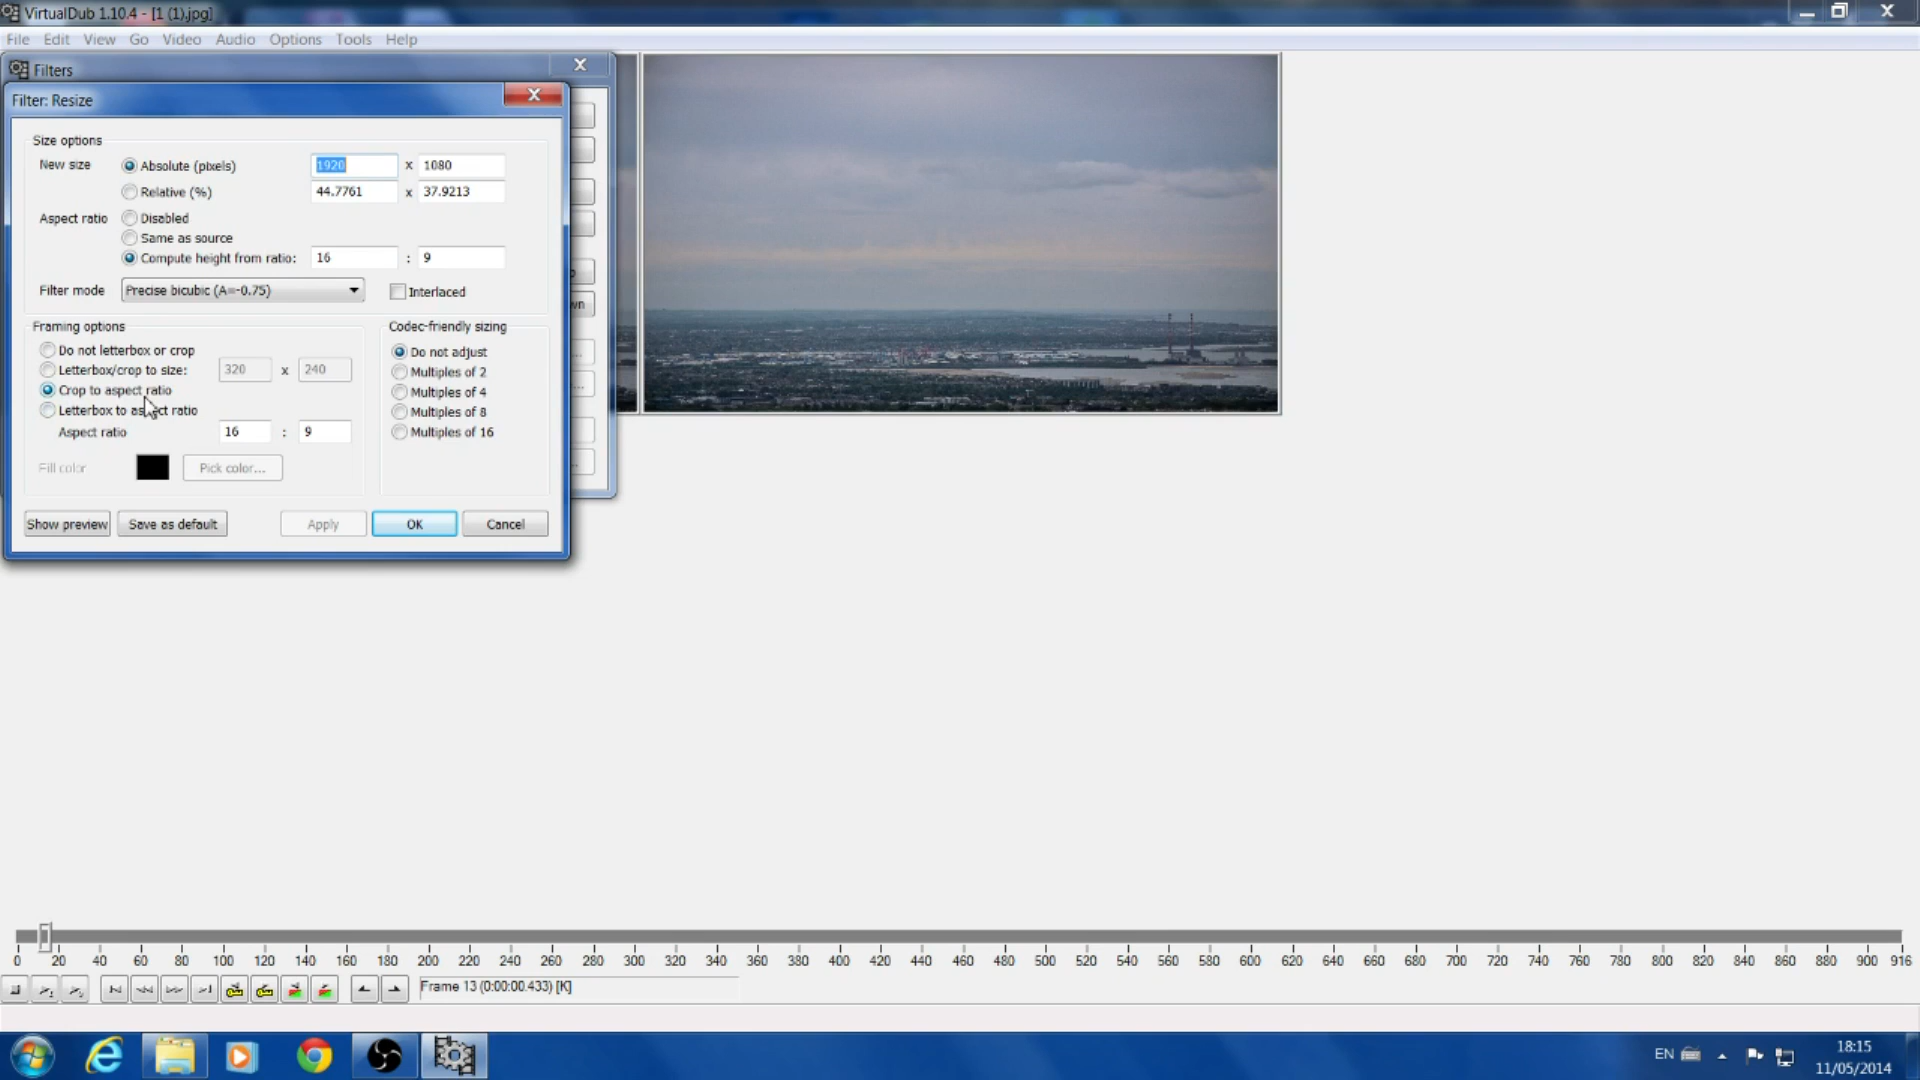 VirtualDub 1.10.4 - [1 (1).jpg]
File Edit View Go Video Audio Options Tools Help
Filters
Filter: Resize
Size options
New size Absolute (pixels) 1920 x 1080
Relative (%) 44.7761 x 37.9213
Aspect ratio Disabled
Same as source
Compute height from ratio: 16 : 9
Filter mode Precise bicubic (A=-0.75) Interlaced
Framing options Codec-friendly sizing
Do not letterbox or crop Do not adjust
Letterbox/crop to size: 320 x 240 Multiples of 2
Crop to aspect ratio Multiples of 4
Letterbox to aspect ratio Multiples of 8
Aspect ratio 16 : 9 Multiples of 16
Fill color Pick color...
Show preview Save as default Apply OK Cancel
0 20 40 60 80 100 120 140 160 180 200 220 240 260 280 300 320 340 360 380 400 420 440 460 480 500 520 540 560 580 600 620 640 660 680 700 720 740 760 780 800 820 840 860 880 900 916
Frame 13 (0:00:00.433) [K]
EN 18:15
11/05/2014